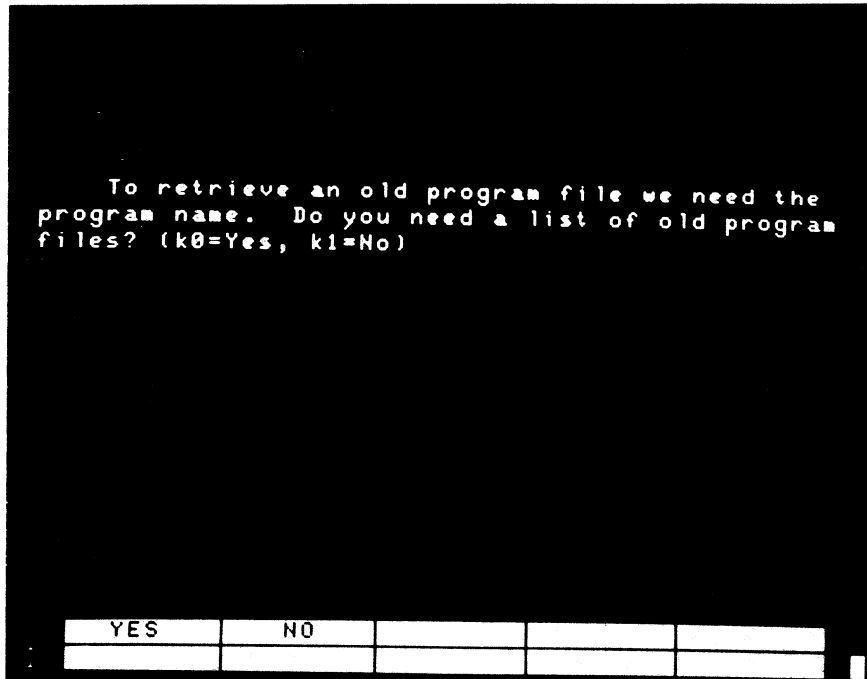 To retrieve an old program file we need the
program name. Do you need a list of old program
files? (k0=Yes, k1=No)
YES NO